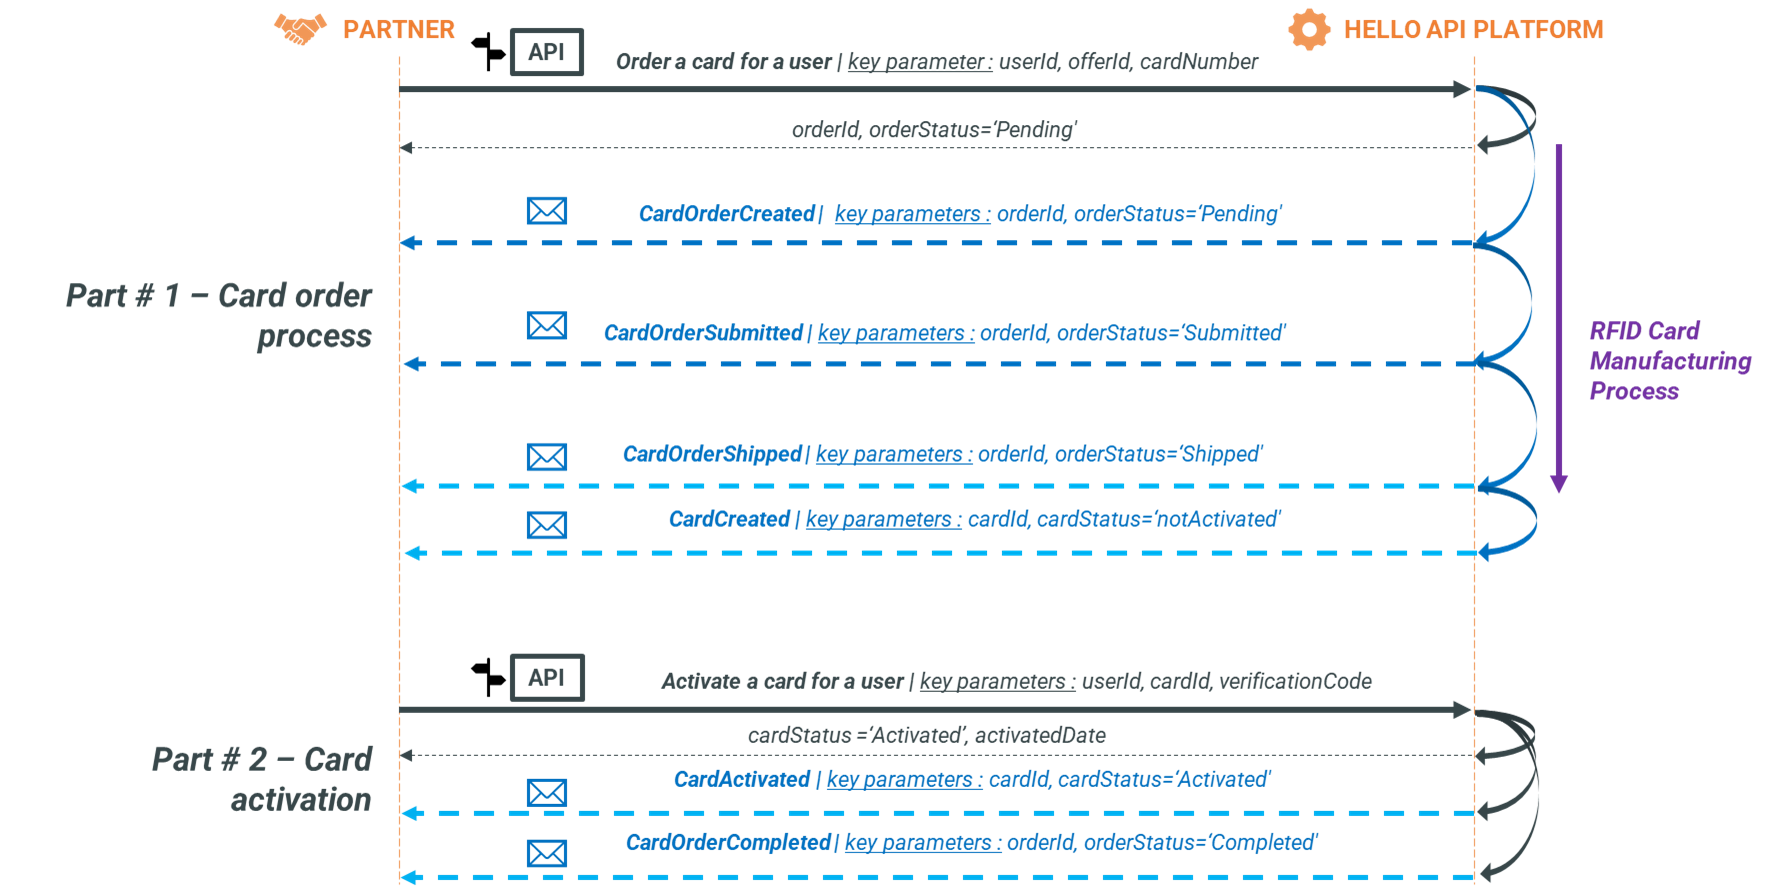 PARTNER
HELLO API PLATFORM
API
Order a card for a user | key parameter : userId, offerId, cardNumber
orderId, orderStatus=‘Pending'
CardOrderCreated | key parameters : orderId, orderStatus=‘Pending'
Part # 1 – Card order
process
CardOrderSubmitted | key parameters : orderId, orderStatus=‘Submitted'
RFID Card
Manufacturing
Process
CardOrderShipped | key parameters : orderId, orderStatus=‘Shipped'
CardCreated | key parameters : cardId, cardStatus=‘notActivated'
API
Activate a card for a user | key parameters : userId, cardId, verificationCode
cardStatus =‘Activated’, activatedDate
Part # 2 – Card
activation
CardActivated | key parameters : cardId, cardStatus=‘Activated'
CardOrderCompleted | key parameters : orderId, orderStatus=‘Completed'